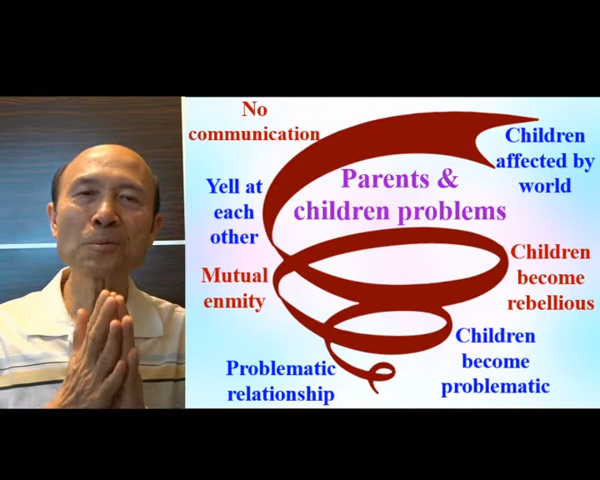 No
communication
Children
affected by
world
Parents &
children problems
Yell at
each
other
Mutual
enmity
Children
become
rebellious
Children
become
problematic
Problematic
relationship